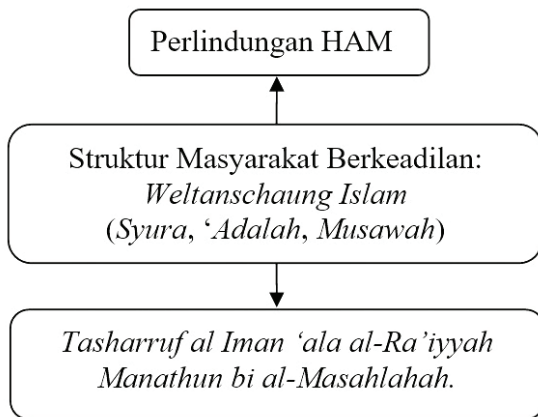 Perlindungan HAM
Struktur Masyarakat Berkeadilan:
Weltanschaung Islam
(Syura, ‘Adalah, Musawah)
Tasharruf al Iman ‘ala al-Ra’iyyah
Manathun bi al-Masahlahah.